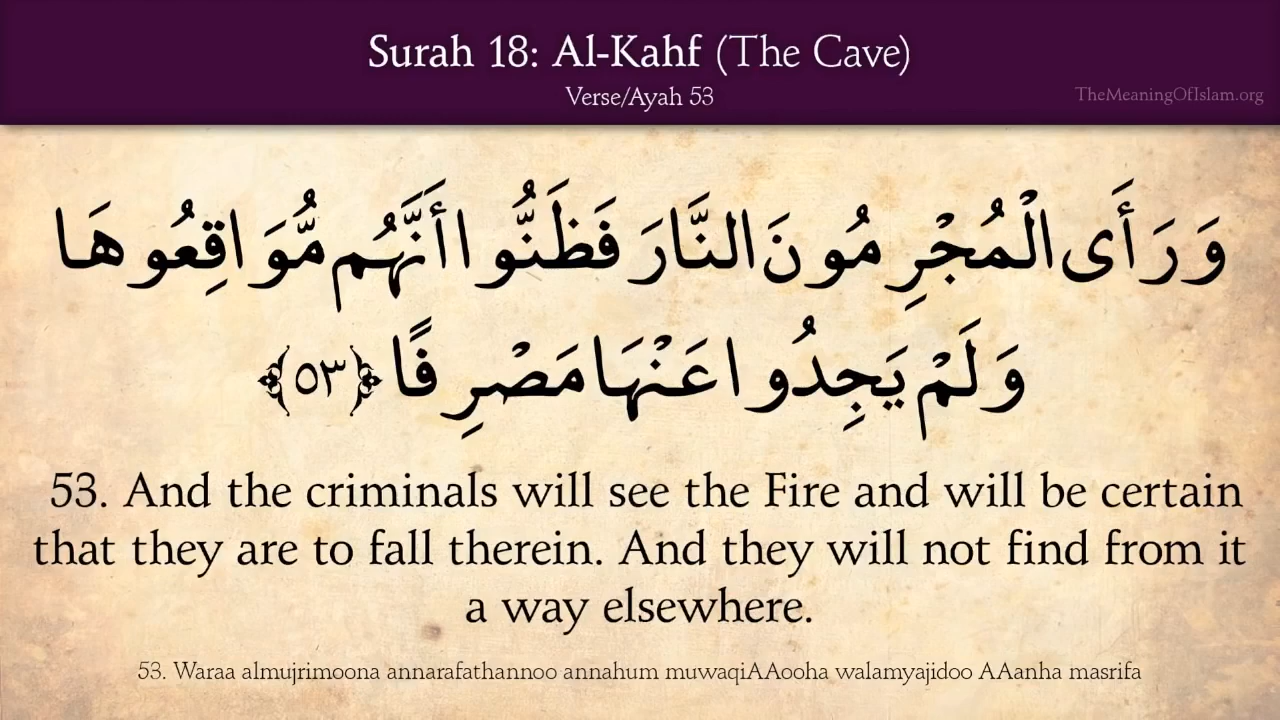 Surah 18: Al-Kahf (The Cave)
Verse/Ayah 53
TheMeaningOfIslam.org
وَرَأَى الْمُجْرِمُونَ النَّارَ فَظَنُّوا أَنَّهُم مُّوَاقِعُوهَا
وَلَمْ يَجِدُوا عَنْهَا مَصْرِفًا ﴿٥٣﴾
53. And the criminals will see the Fire and will be certain
that they are to fall therein. And they will not find from it
a way elsewhere.
53. Waraa almujrimoona annarafathannoo annahum muwaqiAAooha walamyajidoo AAanha masrifa